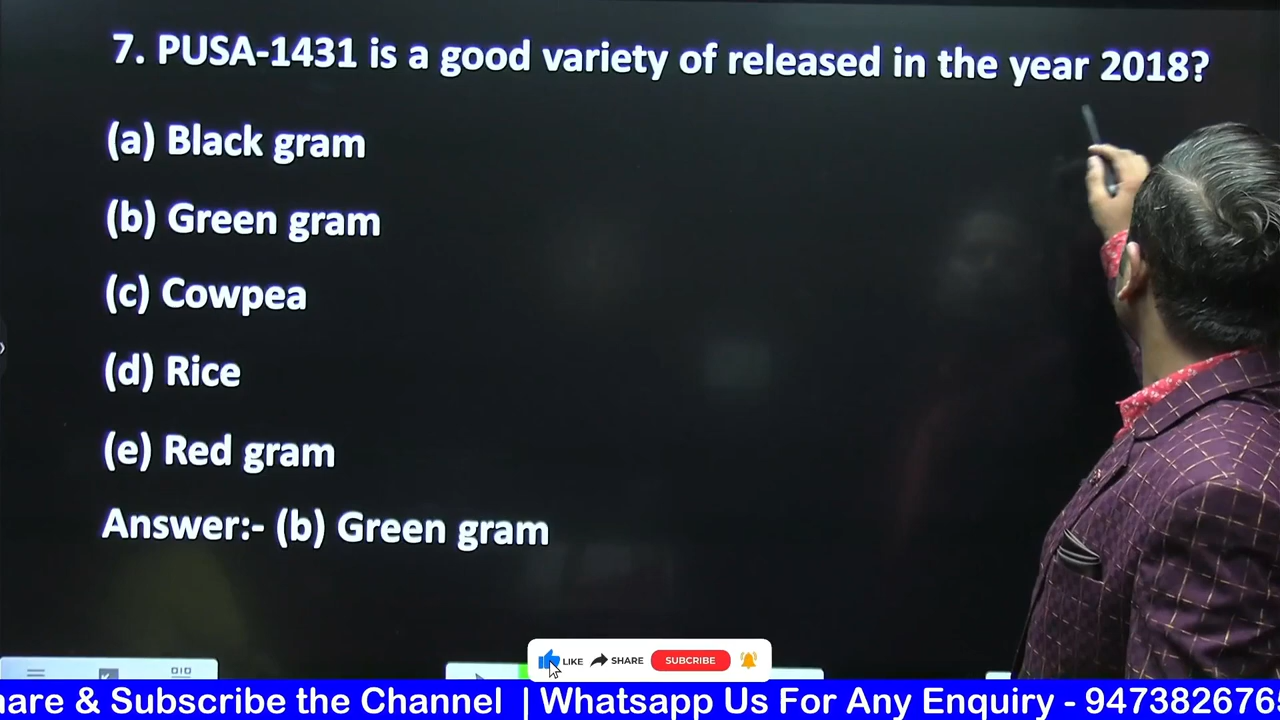 7. PUSA-1431 is a good variety of released in the year 2018?
(a) Black gram
(b) Green gram
(c) Cowpea
(d) Rice
(e) Red gram
Answer:- (b) Green gram
LIKE SHARE SUBCRIBE
hare & Subscribe the Channel | Whatsapp Us For Any Enquiry - 947382676